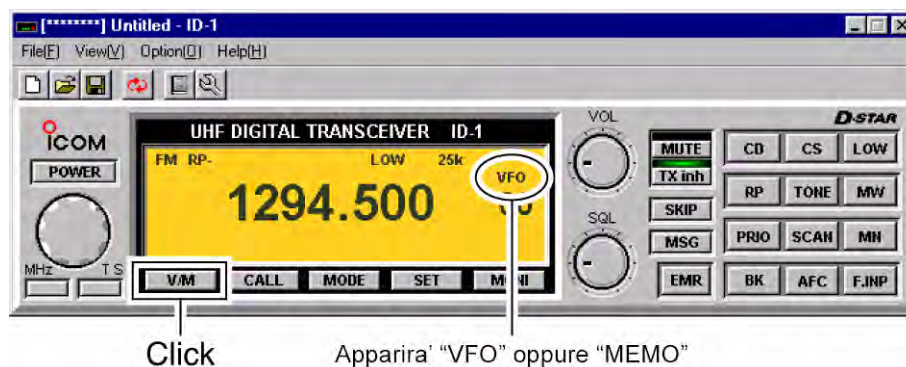 [********] Untitled - ID-1
File(F) View(V) Option(O) Help(H)
ICOM
POWER
MHz TS
UHF DIGITAL TRANSCEIVER ID-1
FM RP- LOW 25k
VFO
1294.500
V/M CALL MODE SET MONI
VOL
SQL
MUTE
TX inh
SKIP
MSG
EMR
D-STAR
CD CS LOW
RP TONE MW
PRIO SCAN MN
BK AFC F.INP
Click
Apparira' “VFO” oppure “MEMO”